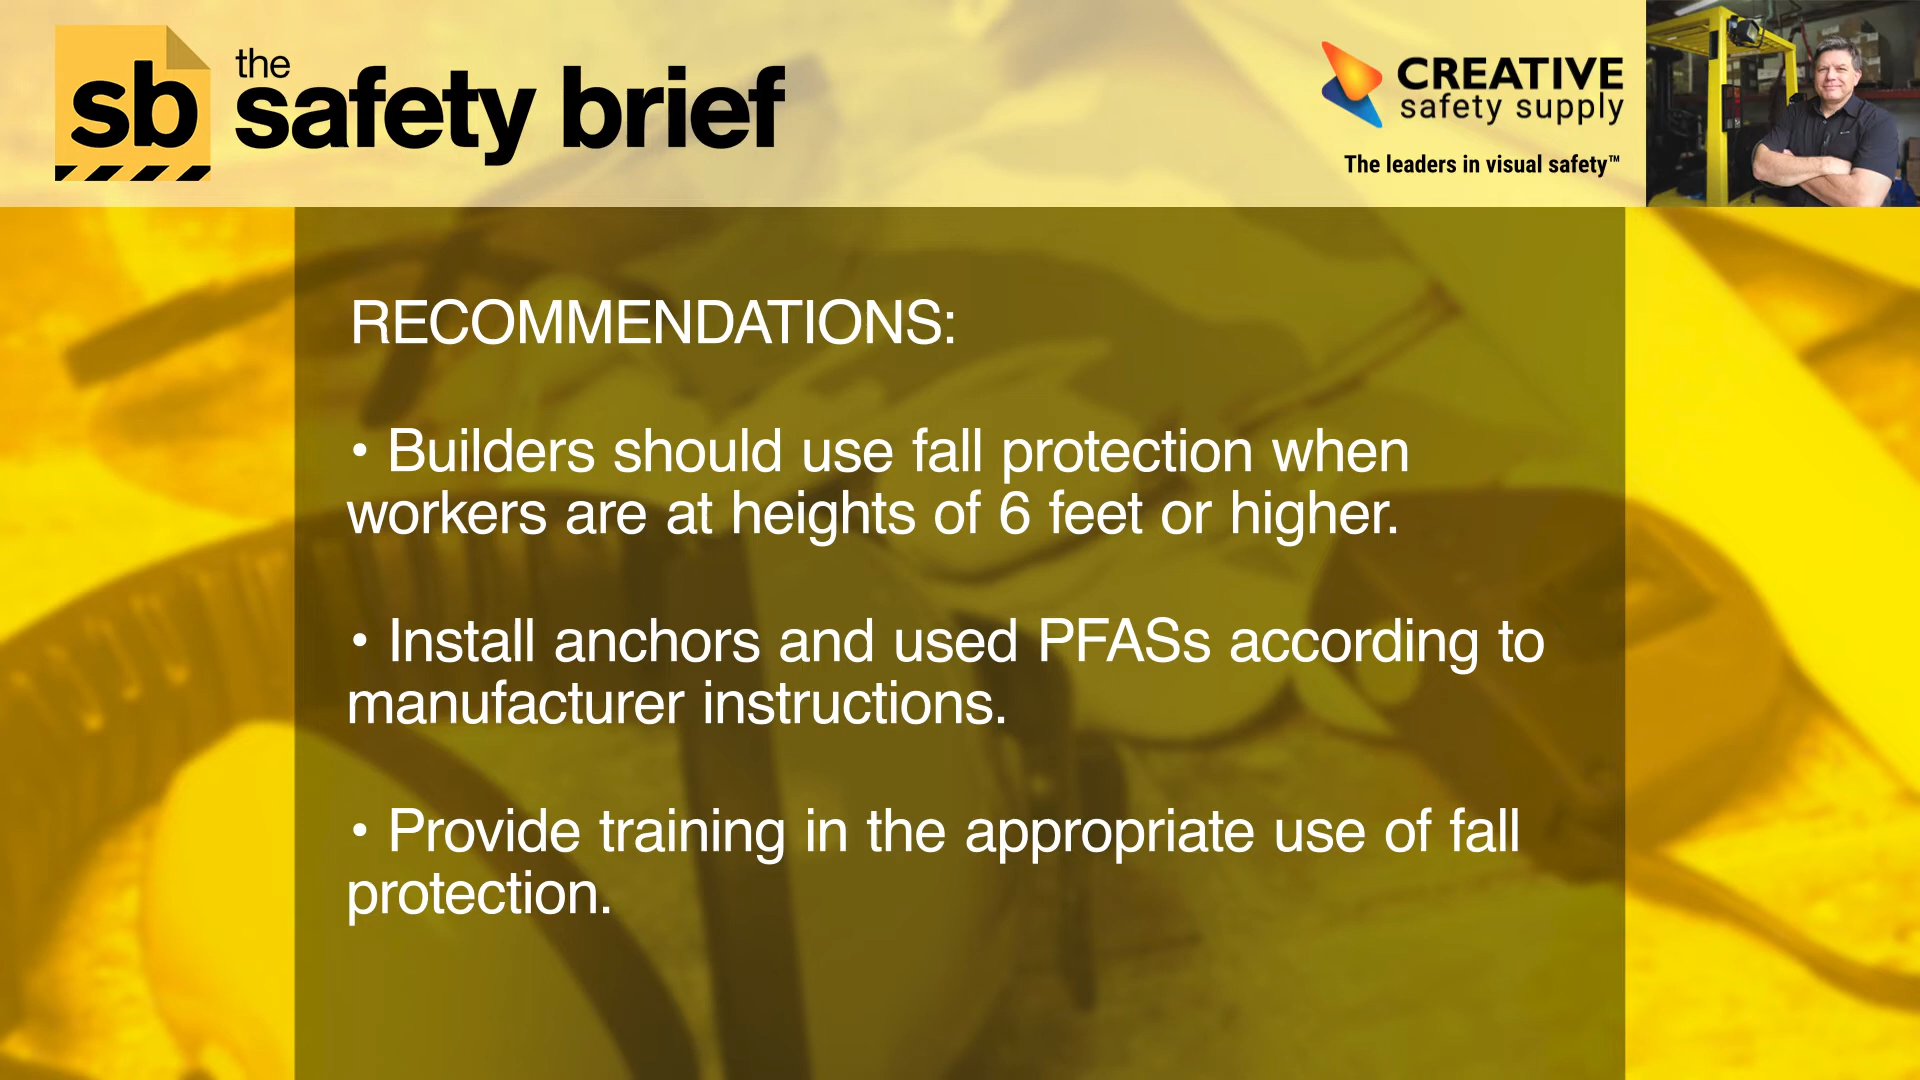 sb
the
safety brief
CREATIVE
safety supply
The leaders in visual safety™
RECOMMENDATIONS:
• Builders should use fall protection when
workers are at heights of 6 feet or higher.
• Install anchors and used PFASs according to
manufacturer instructions.
• Provide training in the appropriate use of fall
protection.